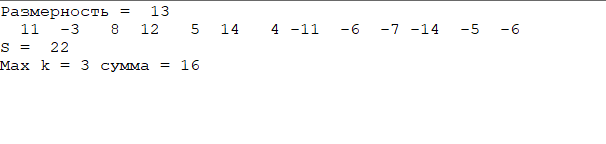 Размерность =  13
  11  -3   8  12   5  14   4 -11  -6  -7 -14  -5  -6
S =  22
Max k = 3 сумма = 16